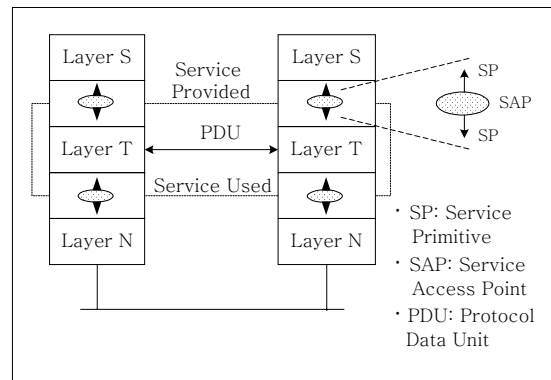 Layer S
Layer S
SP
Service
Provided
SAP
SP
PDU
Layer T
Layer T
Service Used
Layer N
Layer N
· SP: Service
Primitive
· SAP: Service
Access Point
· PDU: Protocol
Data Unit